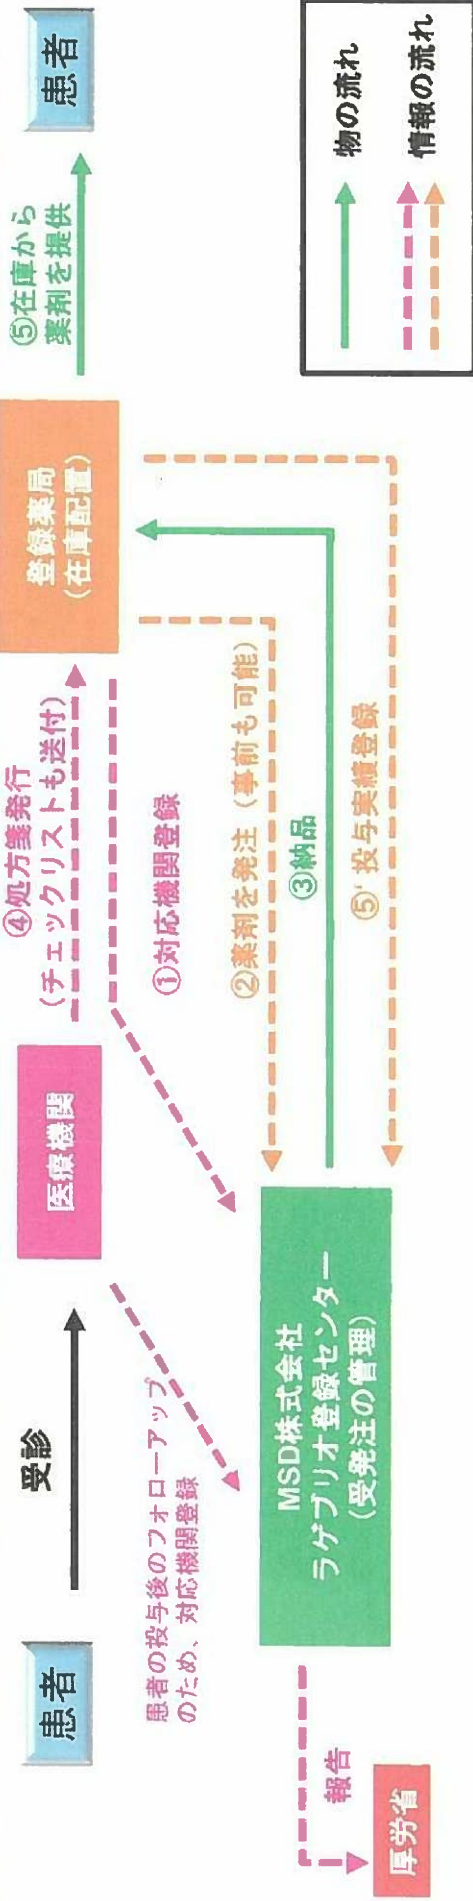 患者
受診
医療機関
④処方箋発行
(チェックリストも送付)
登録薬局
(在庫配置)
⑤在庫から
薬剤を提供
患者
患者の投与後のフォローアップ
のため、対応機関登録
①対応機関登録
②薬剤を発注(事前も可能)
③納品
⑤' 投与実績登録
MSD株式会社
ラゲブリオ登録センター
(受発注の管理)
報告
厚労省
物の流れ
情報の流れ